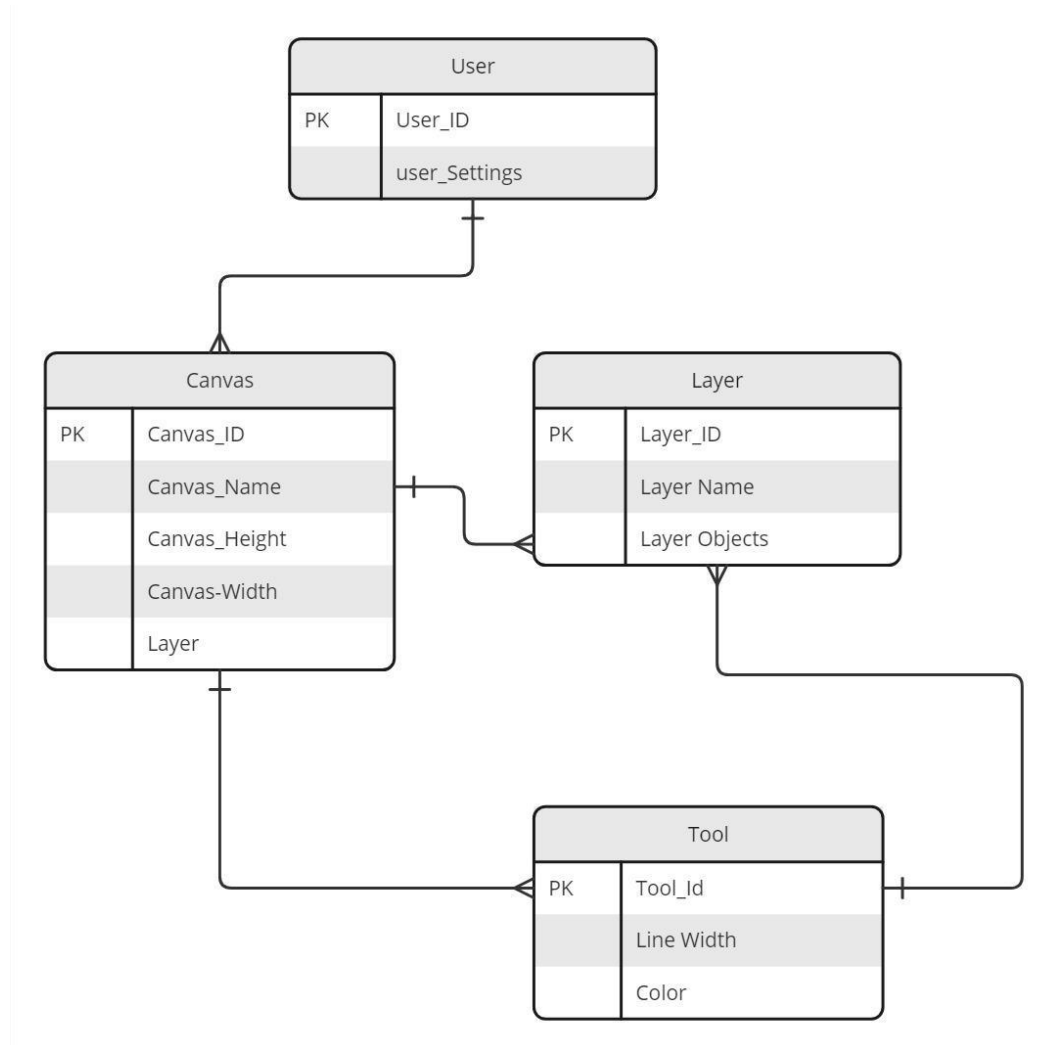 User
PK User_ID
user_Settings
Canvas
PK Canvas_ID
Canvas_Name
Canvas_Height
Canvas-Width
Layer
Layer
PK Layer_ID
Layer Name
Layer Objects
Tool
PK Tool_Id
Line Width
Color